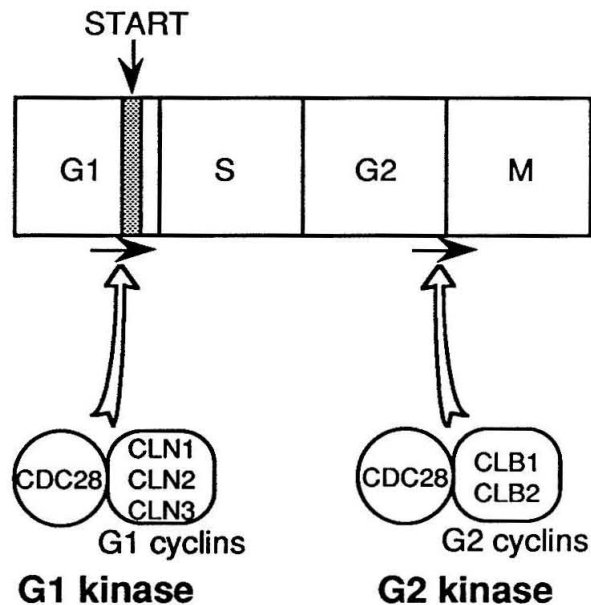 START
G1 S G2 M
CDC28 CLN1 CLN2 CLN3
G1 cyclins
G1 kinase
CDC28 CLB1 CLB2
G2 cyclins
G2 kinase